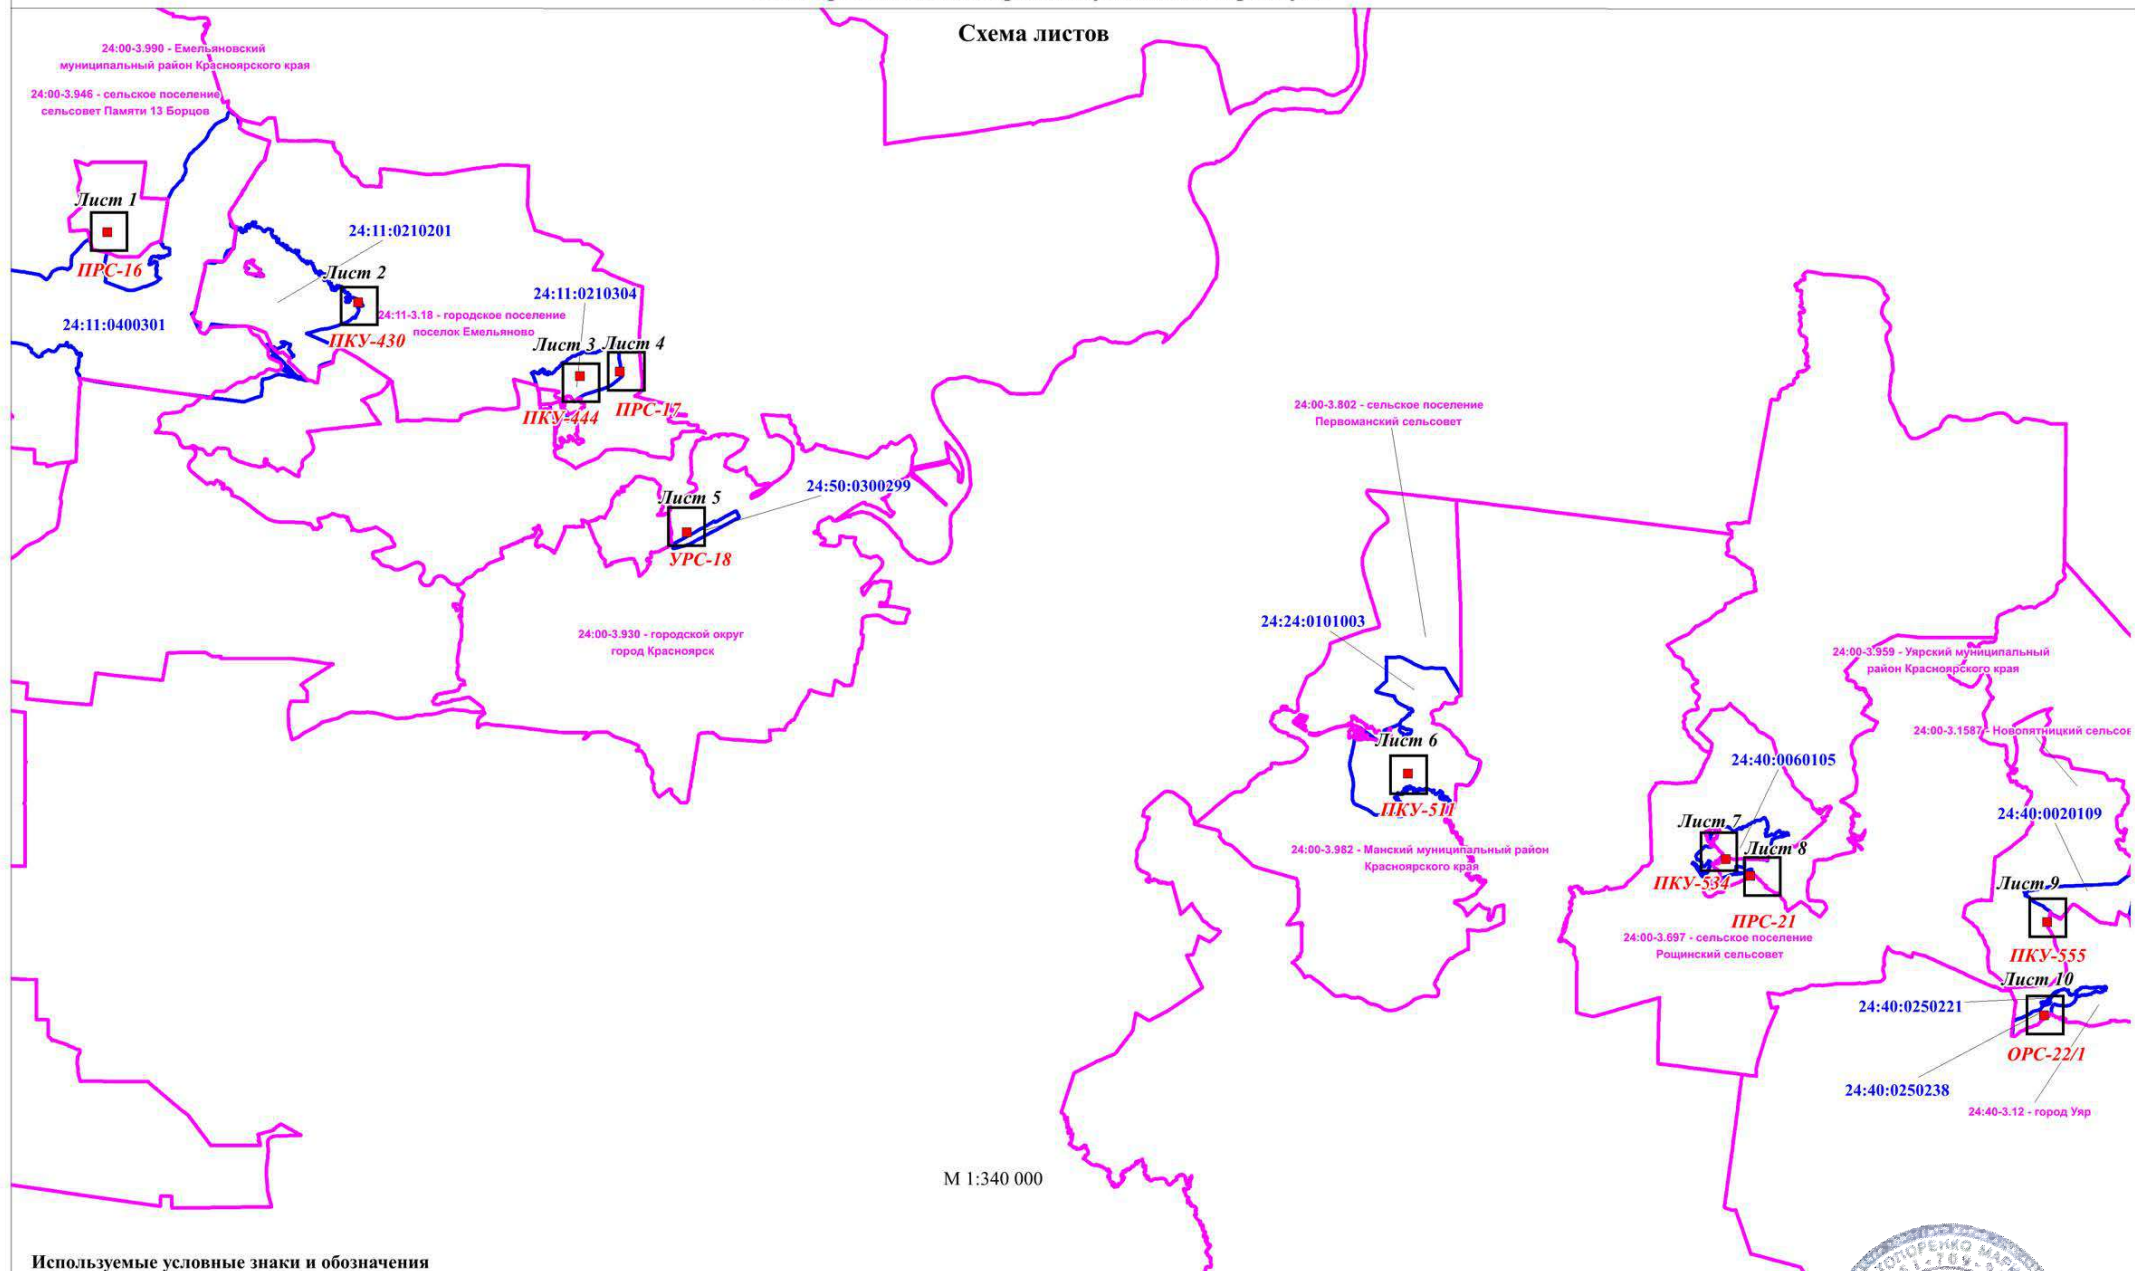 Схема листов
24:00-3.990 - Емельяновский
муниципальный район Красноярского края
24:00-3.946 - сельское поселение
сельсовет Памяти 13 Борцов
Лист 1
ПРС-16
24:11:0210201
Лист 2
24:11:0400301
24:11-3.18 - городское поселение
поселок Емельяново
ПКУ-430
24:11:0210304
Лист 3
Лист 4
ПКУ-444
ПРС-17
Лист 5
24:50:0300299
УРС-18
24:00-3.930 - городской округ
город Красноярск
24:00-3.802 - сельское поселение
Первоманский сельсовет
24:24:0101003
Лист 6
ПКУ-511
24:00-3.982 - Манский муниципальный район
Красноярского края
24:00-3.959 - Уярский муниципальный
район Красноярского края
24:00-3.1587 - Новопятницкий сельсов
24:40:0060105
24:40:0020109
Лист 7
Лист 8
ПКУ-534
ПРС-21
24:00-3.697 - сельское поселение
Рощинский сельсовет
Лист 9
ПКУ-555
Лист 10
24:40:0250221
ОРС-22/1
24:40:0250238
24:40-3.12 - город Уяр
М 1:340 000
Используемые условные знаки и обозначения